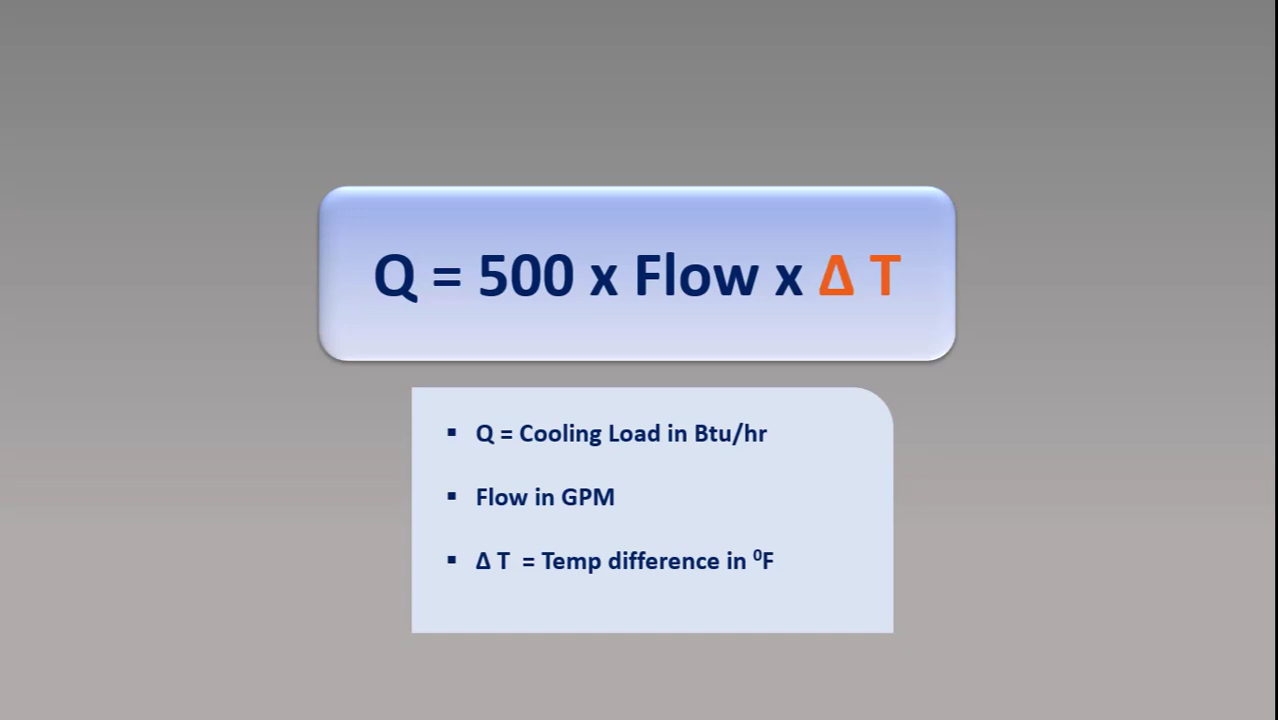 Q = 500 x Flow x Δ T
▪ Q = Cooling Load in Btu/hr
▪ Flow in GPM
▪ Δ T = Temp difference in ⁰F